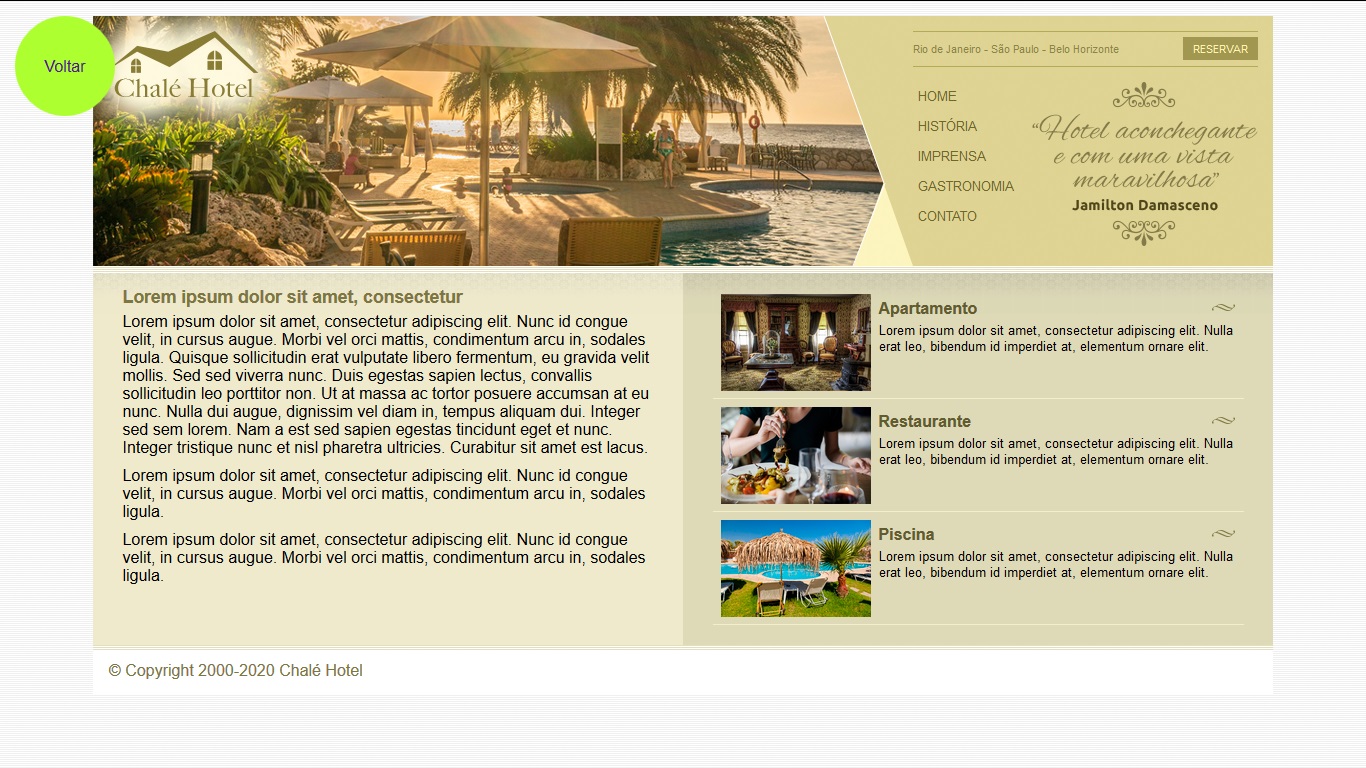 Voltar
Chalé Hotel
Rio de Janeiro - São Paulo - Belo Horizonte
RESERVAR
HOME
HISTÓRIA
IMPRENSA
GASTRONOMIA
CONTATO
“Hotel aconchegante
e com uma vista
maravilhosa”
Jamilton Damasceno
Lorem ipsum dolor sit amet, consectetur
Lorem ipsum dolor sit amet, consectetur adipiscing elit. Nunc id congue
velit, in cursus augue. Morbi vel orci mattis, condimentum arcu in, sodales
ligula. Quisque sollicitudin erat vulputate libero fermentum, eu gravida velit
mollis. Sed sed viverra nunc. Duis egestas sapien lectus, convallis
sollicitudin leo porttitor non. Ut at massa ac tortor posuere accumsan at eu
nunc. Nulla dui augue, dignissim vel diam in, tempus aliquam dui. Integer
sed sem lorem. Nam a est sed sapien egestas tincidunt eget et nunc.
Integer tristique nunc et nisl pharetra ultricies. Curabitur sit amet est lacus.
Lorem ipsum dolor sit amet, consectetur adipiscing elit. Nunc id congue
velit, in cursus augue. Morbi vel orci mattis, condimentum arcu in, sodales
ligula.
Lorem ipsum dolor sit amet, consectetur adipiscing elit. Nunc id congue
velit, in cursus augue. Morbi vel orci mattis, condimentum arcu in, sodales
ligula.
Apartamento
Lorem ipsum dolor sit amet, consectetur adipiscing elit. Nulla
erat leo, bibendum id imperdiet at, elementum ornare elit.
Restaurante
Lorem ipsum dolor sit amet, consectetur adipiscing elit. Nulla
erat leo, bibendum id imperdiet at, elementum ornare elit.
Piscina
Lorem ipsum dolor sit amet, consectetur adipiscing elit. Nulla
erat leo, bibendum id imperdiet at, elementum ornare elit.
© Copyright 2000-2020 Chalé Hotel